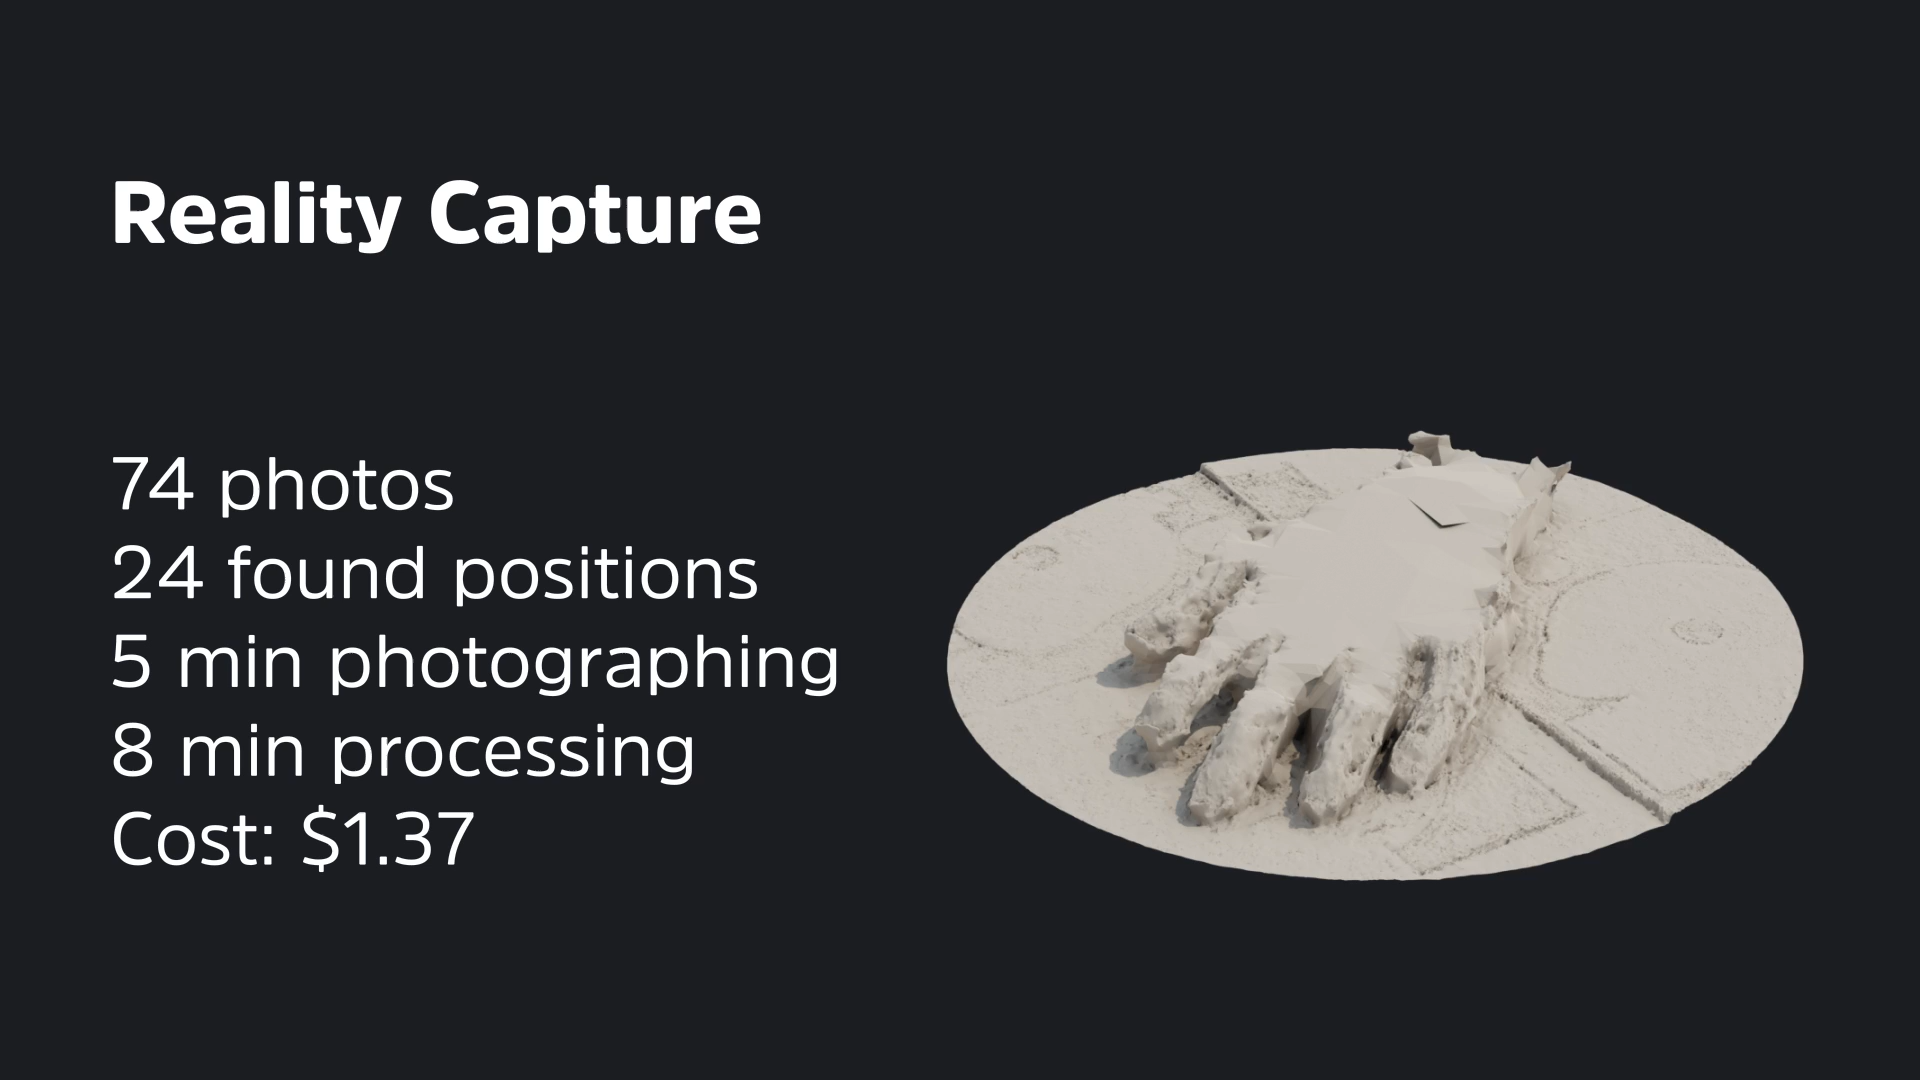 Reality Capture
74 photos
24 found positions
5 min photographing
8 min processing
Cost: $1.37